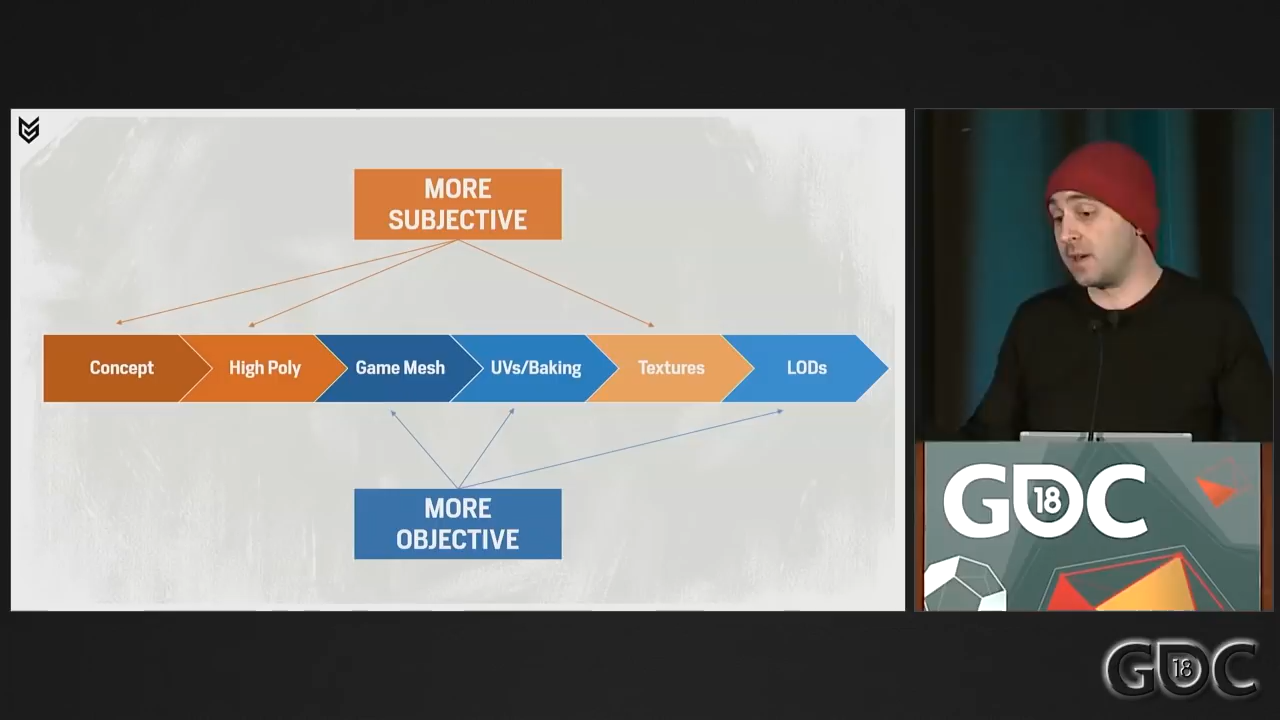 MORE
SUBJECTIVE
Concept
High Poly
Game Mesh
UVs/Baking
Textures
LODs
MORE
OBJECTIVE
GDC
18
GDC
18